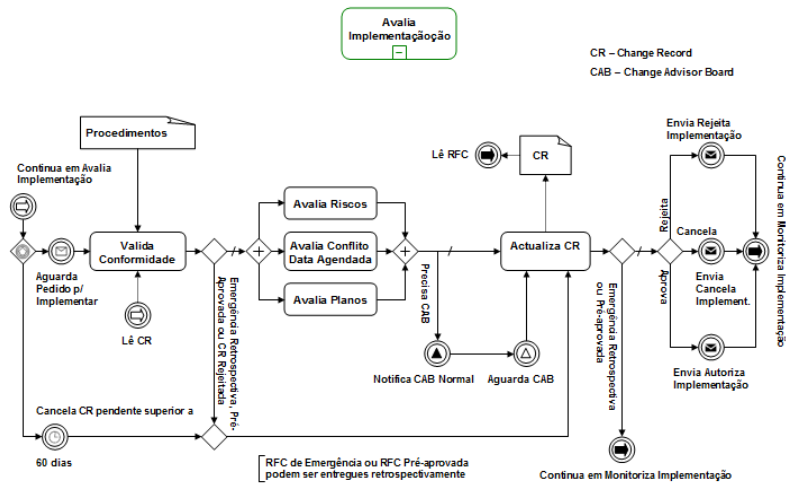 Avalia
Implementaçãoção
CR – Change Record
CAB – Change Advisor Board
Procedimentos
Continua em Avalia
Implementação
Aguarda
Pedido p/
Implementar
Valida
Conformidade
Lê CR
Emergência Retrospectiva, Pré-
Aprovada ou CR Rejeitada
Avalia Riscos
Avalia Conflito
Data Agendada
Avalia Planos
Precisa CAB
Notifica CAB Normal
Aguarda CAB
Lê RFC
CR
Actualiza CR
Emergência Retrospectiva
ou Pré-aprovada
Rejeita
Cancela
Aprova
Envia Rejeita
Implementação
Envia
Cancela
Implement.
Envia Autoriza
Implementação
Continua em Monitoriza Implementação
Continua em Monitoriza Implementação
Cancela CR pendente superior a
60 dias
RFC de Emergência ou RFC Pré-aprovada
podem ser entregues retrospectivamente